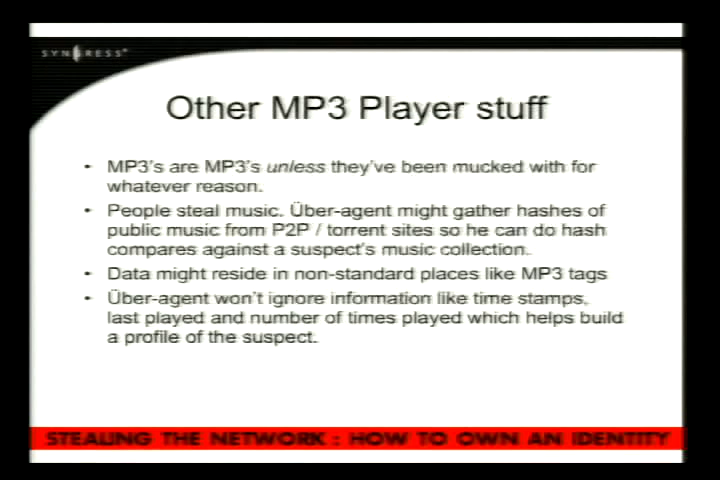 SYNGRESS
Other MP3 Player stuff
• MP3's are MP3's unless they've been mucked with for
whatever reason.
• People steal music. Über-agent might gather hashes of
public music from P2P / torrent sites so he can do hash
compares against a suspect's music collection.
• Data might reside in non-standard places like MP3 tags
• Über-agent won't ignore information like time stamps,
last played and number of times played which helps build
a profile of the suspect.
STEALING THE NETWORK : HOW TO OWN AN IDENTITY